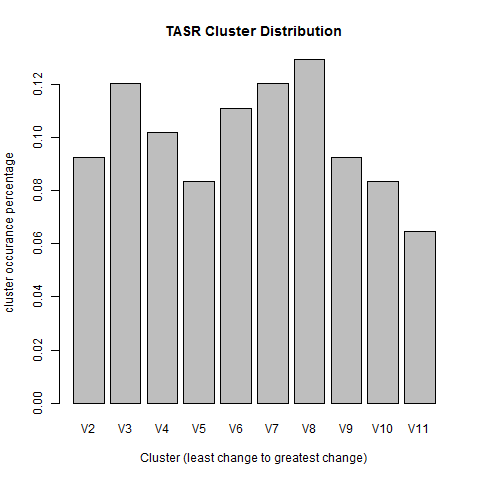 TASR Cluster Distribution
cluster occurance percentage
0.12
0.10
0.08
0.06
0.04
0.02
0.00
V2 V3 V4 V5 V6 V7 V8 V9 V10 V11
Cluster (least change to greatest change)